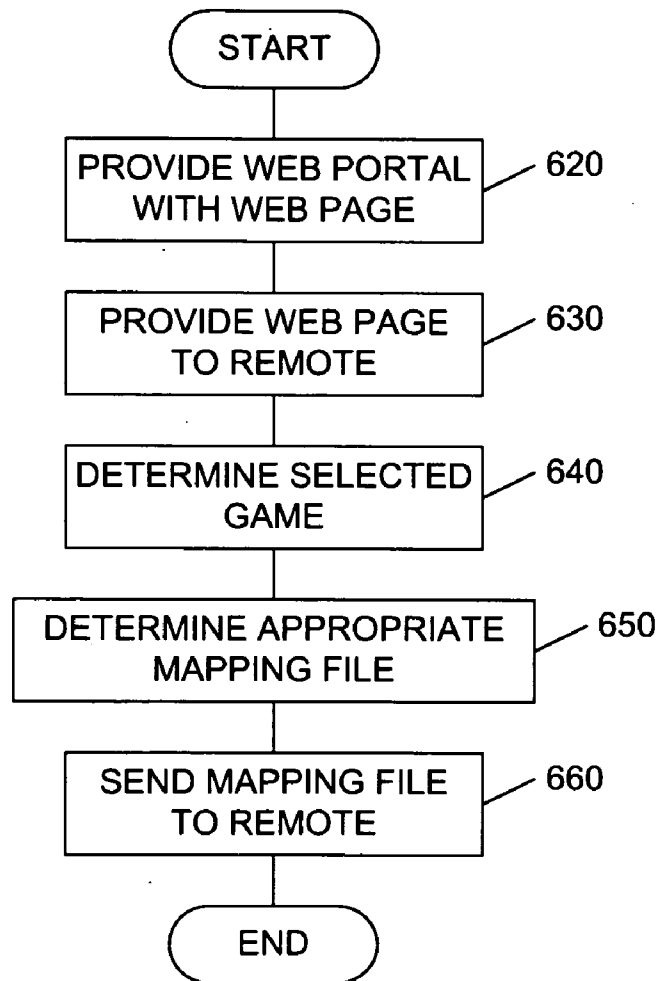 START
PROVIDE WEB PORTAL
WITH WEB PAGE
620
PROVIDE WEB PAGE
TO REMOTE
630
DETERMINE SELECTED
GAME
640
DETERMINE APPROPRIATE
MAPPING FILE
650
SEND MAPPING FILE
TO REMOTE
660
END